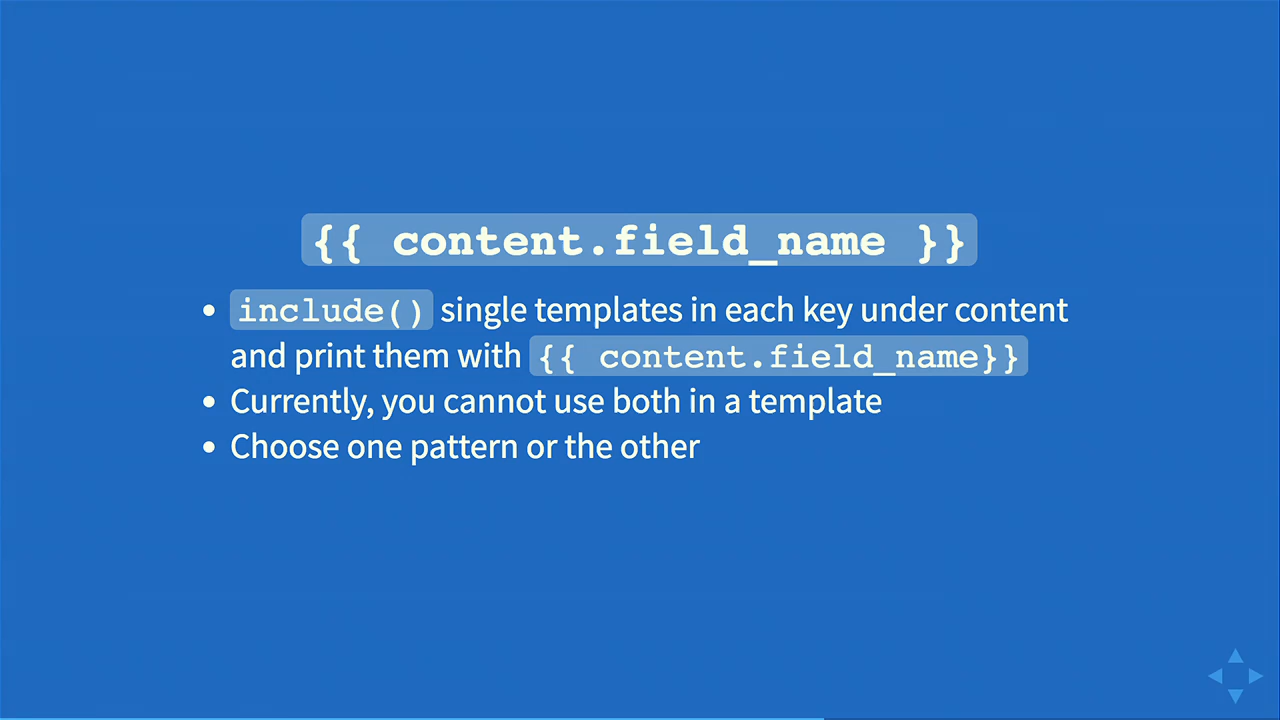 {{ content.field_name }}
• include() single templates in each key under content
and print them with {{ content.field_name}}
• Currently, you cannot use both in a template
• Choose one pattern or the other